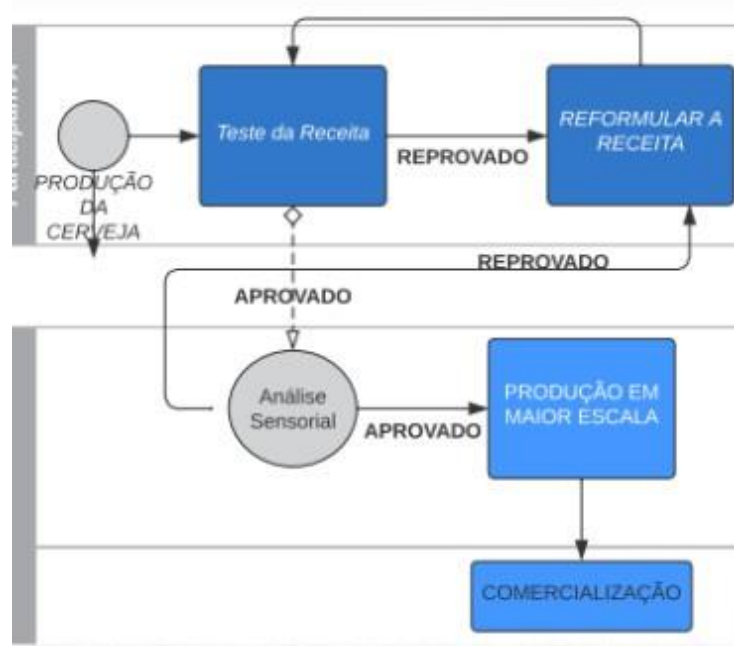 Teste da Receita
REFORMULAR A
RECEITA
REPROVADO
PRODUÇÃO
DA
CERVEJA
REPROVADO
APROVADO
Análise
Sensorial
APROVADO
PRODUÇÃO EM
MAIOR ESCALA
COMERCIALIZAÇÃO